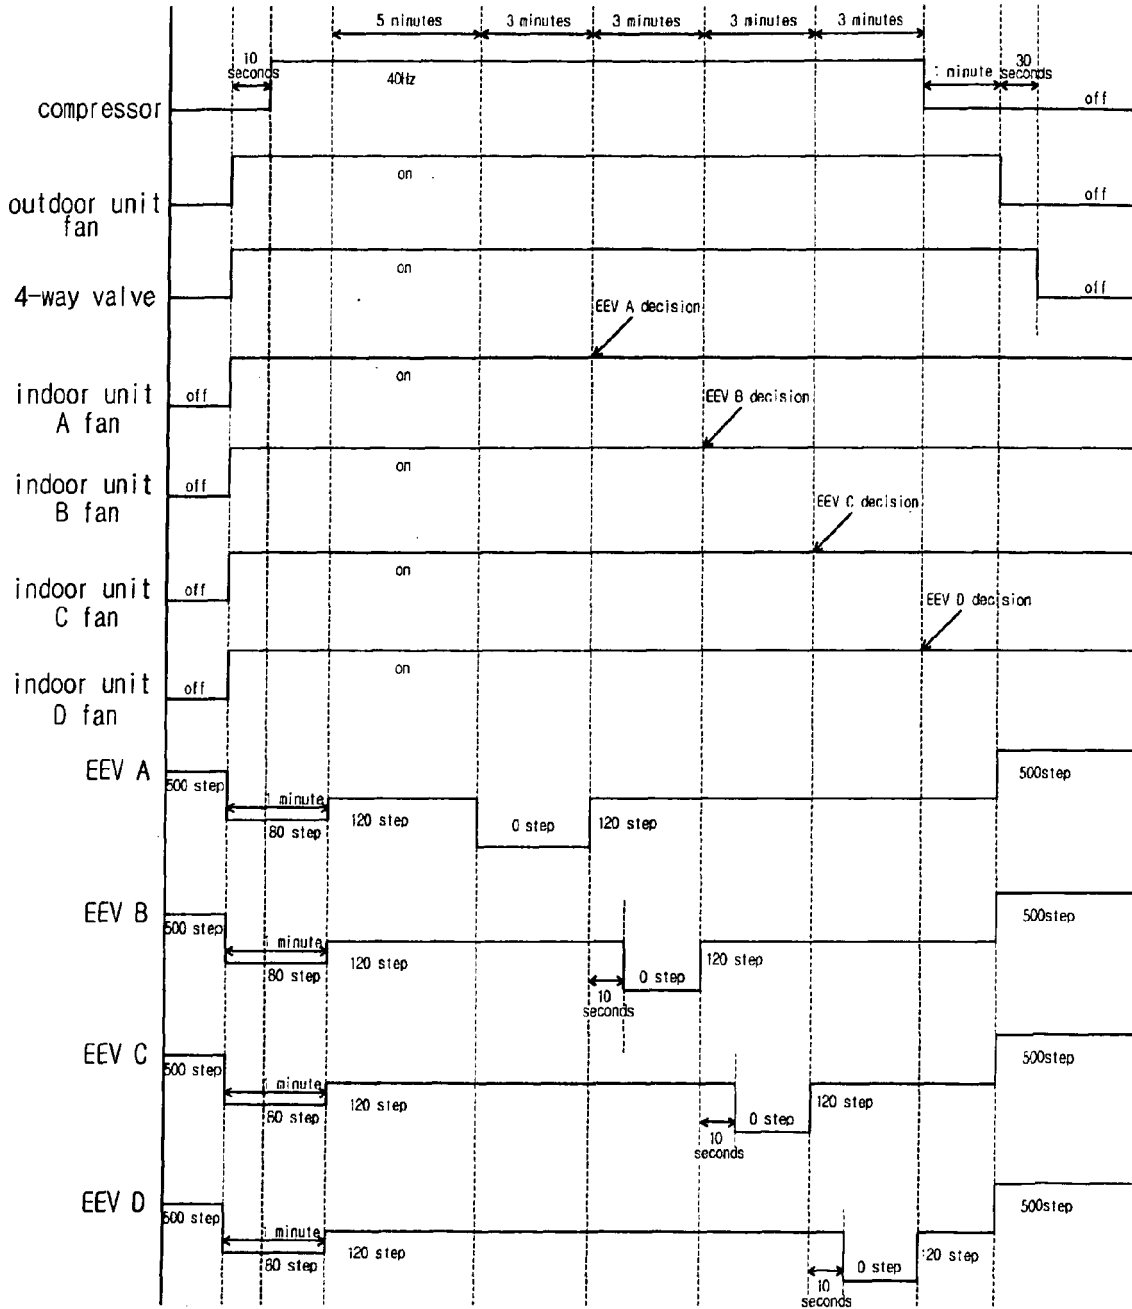 5 minutes 3 minutes 3 minutes 3 minutes 3 minutes
10 seconds
40Hz
minute
30 seconds
compressor
off
on
outdoor unit fan
off
on
4-way valve
off
EEV A decision
indoor unit A fan
off
on
EEV B decision
indoor unit B fan
off
on
EEV C decision
indoor unit C fan
off
on
EEV D decision
indoor unit D fan
off
on
EEV A
500 step
minute
80 step
120 step
0 step
120 step
500step
EEV B
500 step
minute
80 step
120 step
10 seconds
0 step
120 step
500step
EEV C
500 step
minute
80 step
120 step
10 seconds
0 step
120 step
500step
EEV D
500 step
minute
80 step
120 step
10 seconds
0 step
120 step
500step